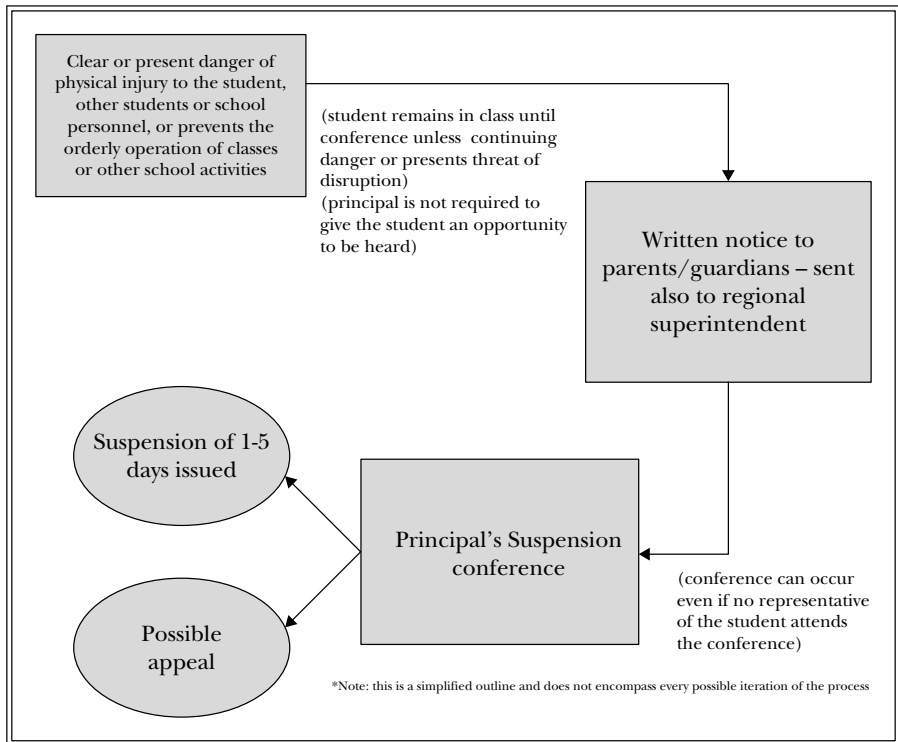 Clear or present danger of
physical injury to the student,
other students or school
personnel, or prevents the
orderly operation of classes
or other school activities
(student remains in class until
conference unless continuing
danger or presents threat of
disruption)
(principal is not required to
give the student an opportunity
to be heard)
Written notice to
parents/guardians – sent
also to regional
superintendent
Suspension of 1-5
days issued
Principal’s Suspension
conference
(conference can occur
even if no representative
of the student attends
the conference)
Possible
appeal
*Note: this is a simplified outline and does not encompass every possible iteration of the process